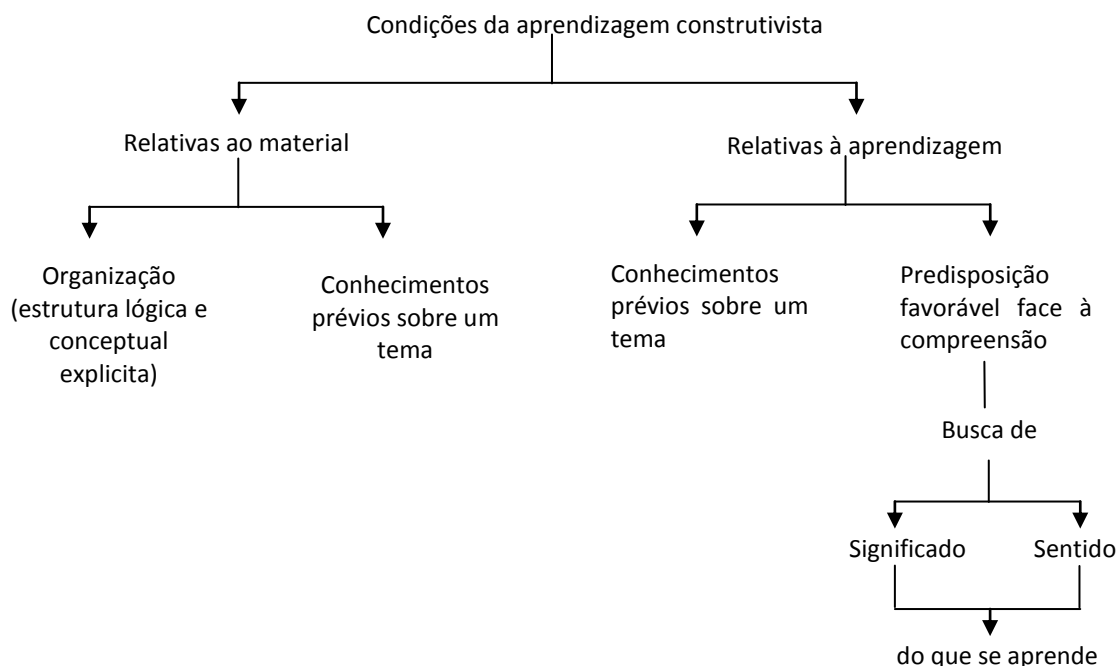 Condições da aprendizagem construtivista
Relativas ao material
Relativas à aprendizagem
Organização
(estrutura lógica e
conceptual
explicita)
Conhecimentos
prévios sobre um
tema
Conhecimentos
prévios sobre um
tema
Predisposição
favorável face à
compreensão
Busca de
Significado
Sentido
do que se aprende